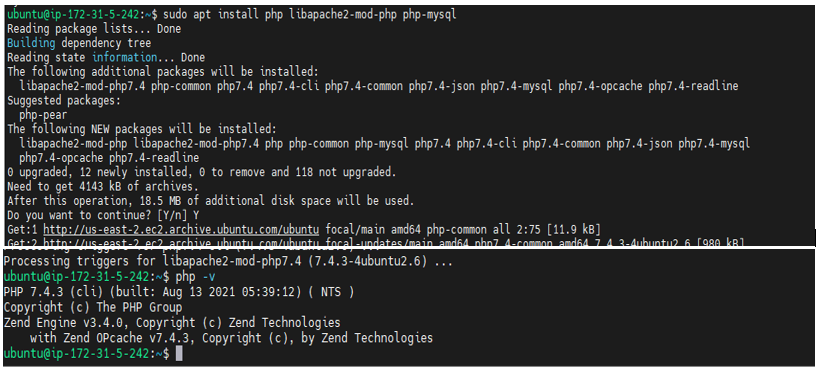 ubuntu@ip-172-31-5-242:~$ sudo apt install php libapache2-mod-php php-mysql
Reading package lists... Done
Building dependency tree
Reading state information... Done
The following additional packages will be installed:
  libapache2-mod-php7.4 php-common php7.4 php7.4-cli php7.4-common php7.4-json php7.4-mysql php7.4-opcache php7.4-readline
Suggested packages:
  php-pear
The following NEW packages will be installed:
  libapache2-mod-php libapache2-mod-php7.4 php php-common php-mysql php7.4 php7.4-cli php7.4-common php7.4-json php7.4-mysql
  php7.4-opcache php7.4-readline
0 upgraded, 12 newly installed, 0 to remove and 118 not upgraded.
Need to get 4143 kB of archives.
After this operation, 18.5 MB of additional disk space will be used.
Do you want to continue? [Y/n] Y
Get:1 http://us-east-2.ec2.archive.ubuntu.com/ubuntu focal/main amd64 php-common all 2:75 [11.9 kB]
Get:2 http://us-east-2.ec2.archive.ubuntu.com/ubuntu focal-updates/main amd64 php7.4-common amd64 7.4.3-4ubuntu2.6 [980 kB]
Processing triggers for libapache2-mod-php7.4 (7.4.3-4ubuntu2.6) ...
ubuntu@ip-172-31-5-242:~$ php -v
PHP 7.4.3 (cli) (built: Aug 13 2021 05:39:12) ( NTS )
Copyright (c) The PHP Group
Zend Engine v3.4.0, Copyright (c) Zend Technologies
    with Zend OPcache v7.4.3, Copyright (c), by Zend Technologies
ubuntu@ip-172-31-5-242:~$